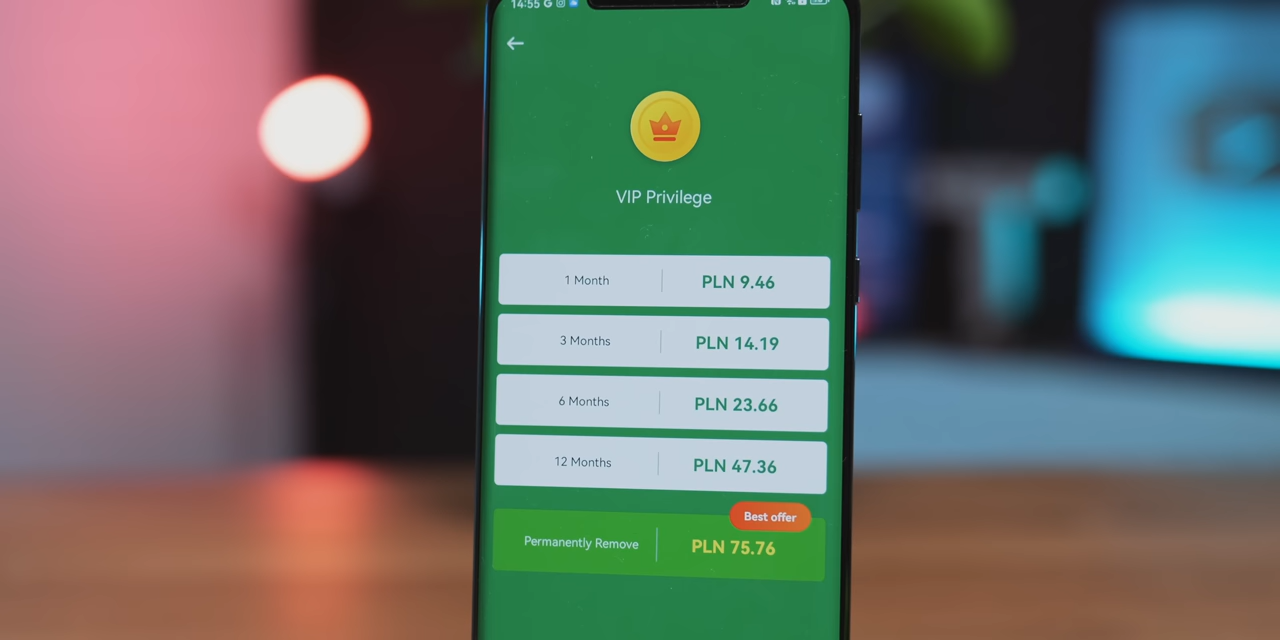 14:55
VIP Privilege
1 Month PLN 9.46
3 Months PLN 14.19
6 Months PLN 23.66
12 Months PLN 47.36
Best offer
Permanently Remove PLN 75.76